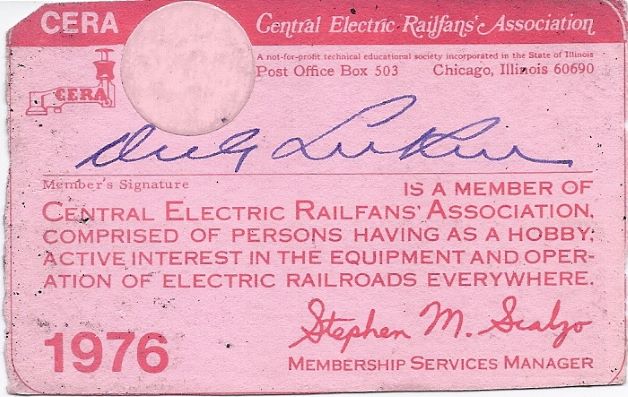 CERA
Central Electric Railfans' Association
A not-for-profit technical educational society incorporated in the State of Illinois
Post Office Box 503 Chicago, Illinois 60690
CERA
Member's Signature
IS A MEMBER OF
CENTRAL ELECTRIC RAILFANS' ASSOCIATION,
COMPRISED OF PERSONS HAVING AS A HOBBY;
ACTIVE INTEREST IN THE EQUIPMENT AND OPER-
ATION OF ELECTRIC RAILROADS EVERYWHERE.
Stephen M. Scalzo
1976
MEMBERSHIP SERVICES MANAGER